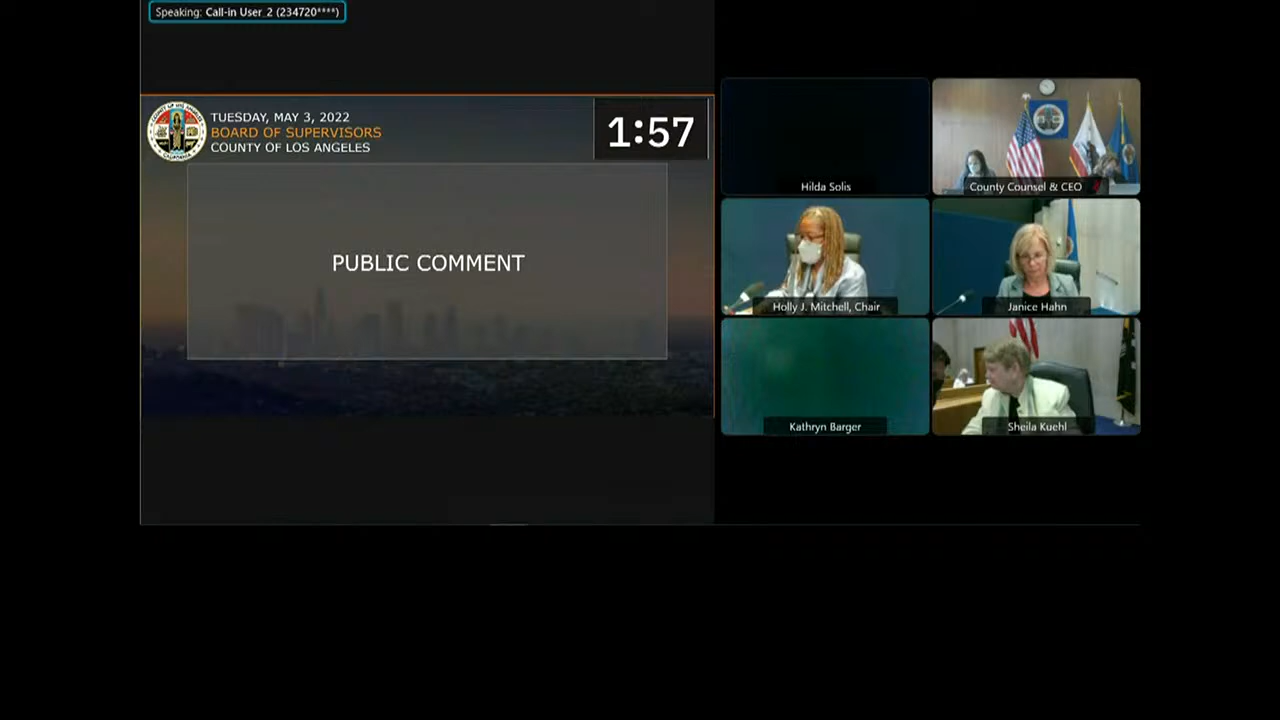 Speaking: Call-in User_2 (234720****)
TUESDAY, MAY 3, 2022
BOARD OF SUPERVISORS
COUNTY OF LOS ANGELES
1:57
PUBLIC COMMENT
Hilda Solis
County Counsel & CEO
Holly J. Mitchell, Chair
Janice Hahn
Kathryn Barger
Sheila Kuehl